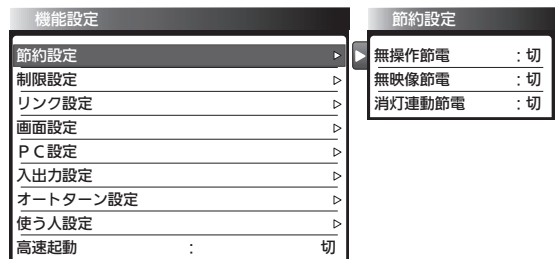 機能設定
節約設定
制限設定
リンク設定
画面設定
ＰＣ設定
入出力設定
オートターン設定
使う人設定
高速起動 : 切
節約設定
無操作節電 : 切
無映像節電 : 切
消灯連動節電 : 切